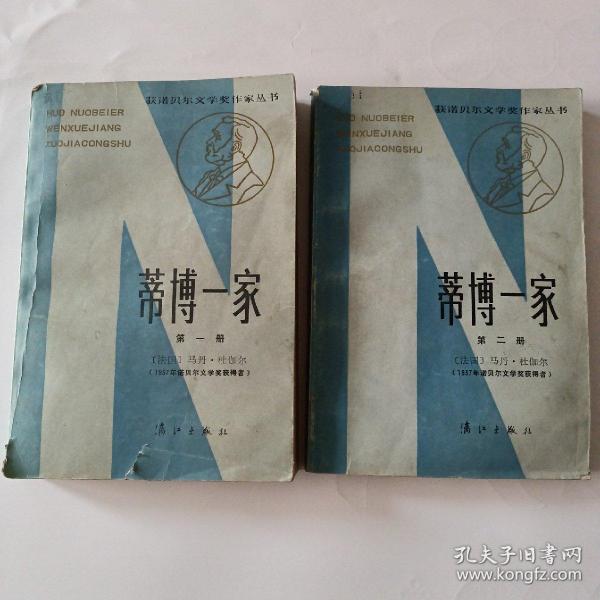 获诺贝尔文学奖作家丛书
HUO NUOBEIER
WENXUEJIANG
ZUOJIACONGSHU
蒂博一家
第一册
〔法国〕马丹·杜伽尔
(1937年诺贝尔文学奖获得者)
漓江出版社
获诺贝尔文学奖作家丛书
HUO NUOBEIER
WENXUEJIANG
ZUOJIACONGSHU
蒂博一家
第二册
〔法国〕马丹·杜伽尔
(1937年诺贝尔文学奖获得者)
漓江出版社
孔夫子旧书网
www.kongfz.com